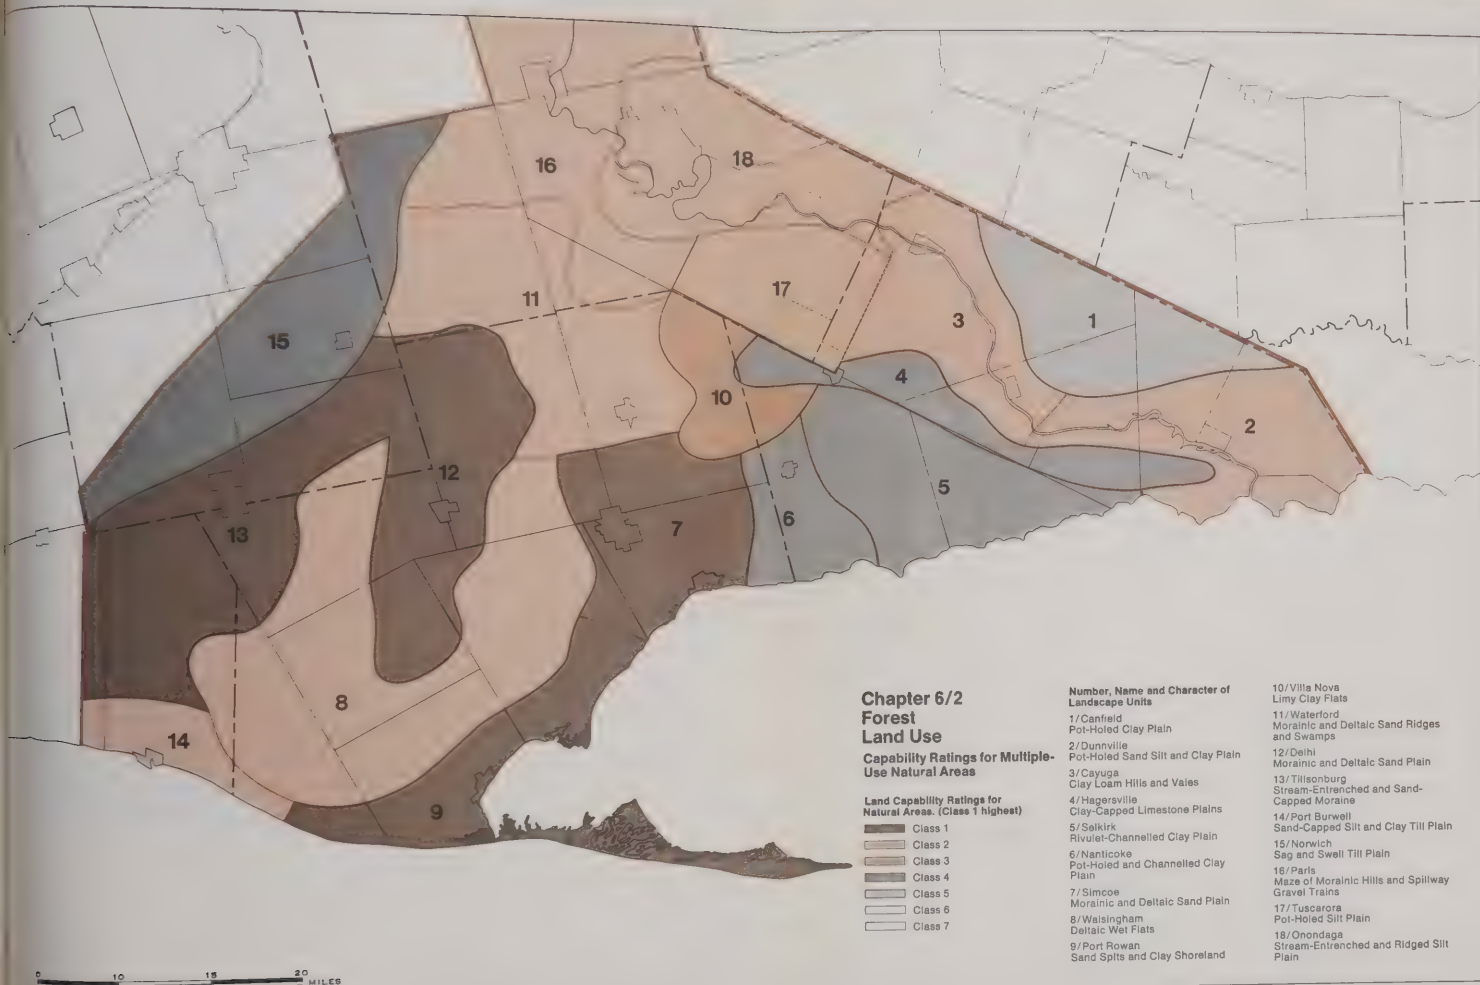 16
18
11
17
3
1
15
4
10
2
12
5
13
7
6
8
14
9
Chapter 6/2
Forest
Land Use
Capability Ratings for Multiple-
Use Natural Areas
Land Capability Ratings for
Natural Areas. (Class 1 highest)
Class 1
Class 2
Class 3
Class 4
Class 5
Class 6
Class 7
Number, Name and Character of
Landscape Units
1/Canfield
Pot-Holed Clay Plain
2/Dunnville
Pot-Holed Sand Silt and Clay Plain
3/Cayuga
Clay Loam Hills and Vales
4/Hagersville
Clay-Capped Limestone Plains
5/Selkirk
Rivulet-Channelled Clay Plain
6/Nanticoke
Pot-Holed and Channelled Clay
Plain
7/Simcoe
Morainic and Deltaic Sand Plain
8/Walsingham
Deltaic Wet Flats
9/Port Rowan
Sand Spits and Clay Shoreland
10/Villa Nova
Limy Clay Flats
11/Waterford
Morainic and Deltaic Sand Ridges
and Swamps
12/Delhi
Morainic and Deltaic Sand Plain
13/Tillsonburg
Stream-Entrenched and Sand-
Capped Moraine
14/Port Burwell
Sand-Capped Silt and Clay Till Plain
15/Norwich
Sag and Swell Till Plain
16/Paris
Maze of Morainic Hills and Spillway
Gravel Trains
17/Tuscarora
Pot-Holed Silt Plain
18/Onondaga
Stream-Entrenched and Ridged Silt
Plain
0 10 15 20
MILES